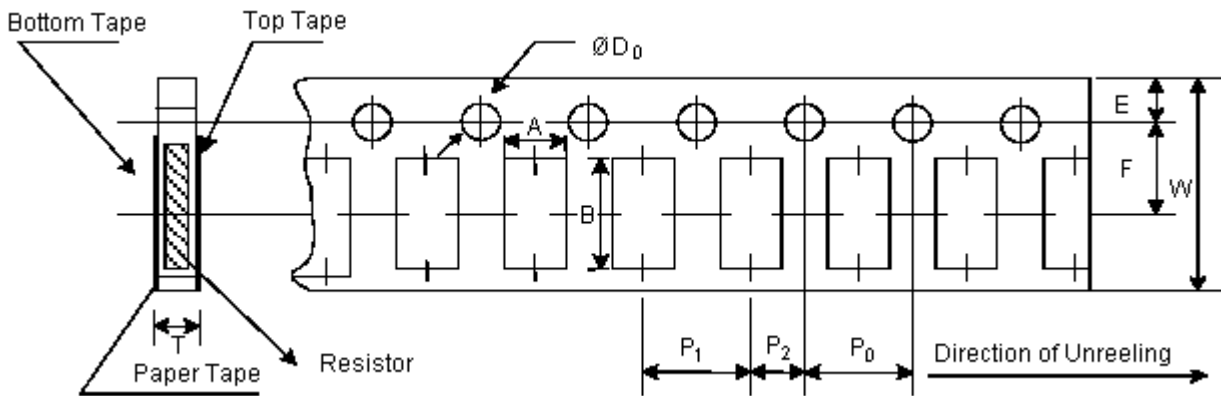 Bottom Tape
Top Tape
ØD0
E
A
F
W
B
T
P1
P2
P0
Direction of Unreeling
Resistor
Paper Tape